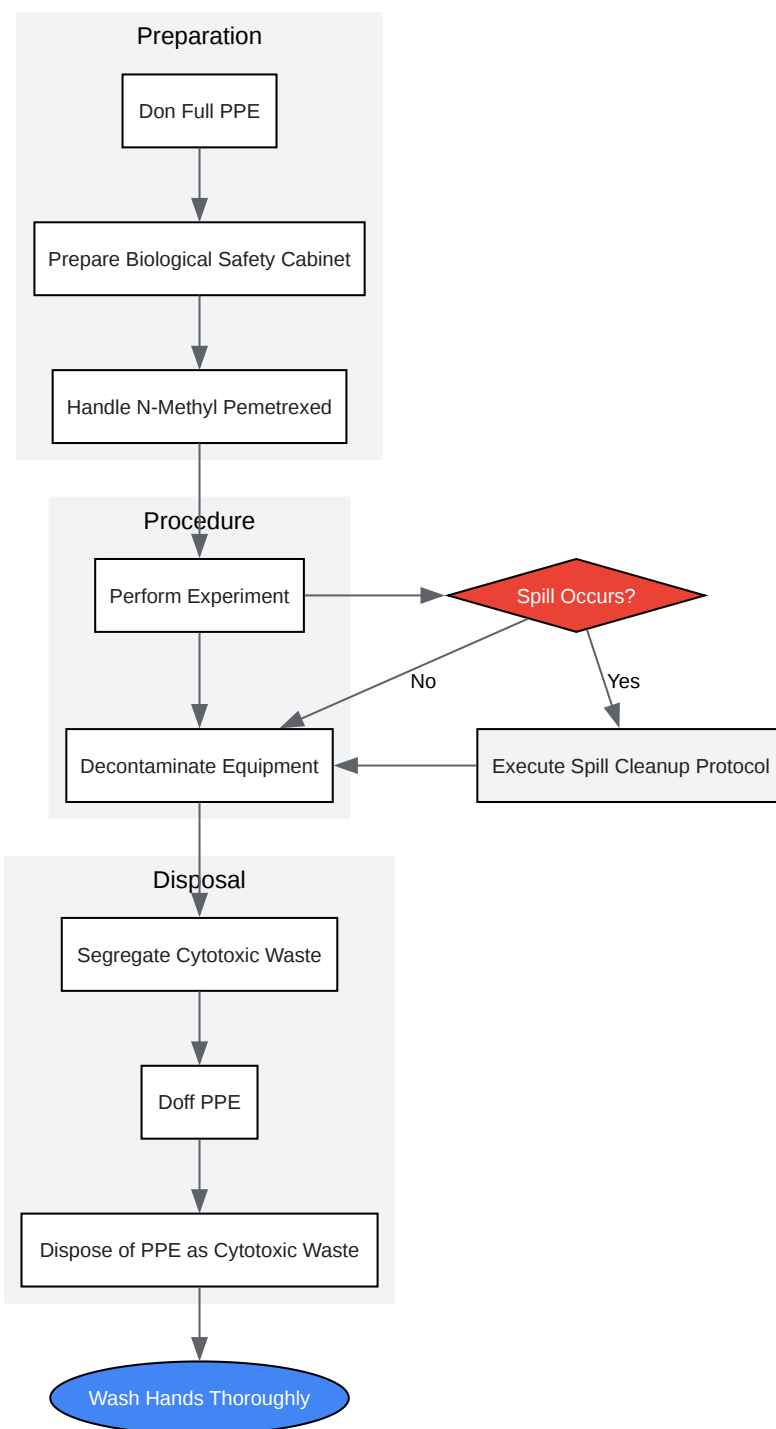 Preparation
Don Full PPE
Prepare Biological Safety Cabinet
Handle N-Methyl Pemetrexed
Procedure
Perform Experiment
Spill Occurs?
No
Yes
Decontaminate Equipment
Execute Spill Cleanup Protocol
Disposal
Segregate Cytotoxic Waste
Doff PPE
Dispose of PPE as Cytotoxic Waste
Wash Hands Thoroughly